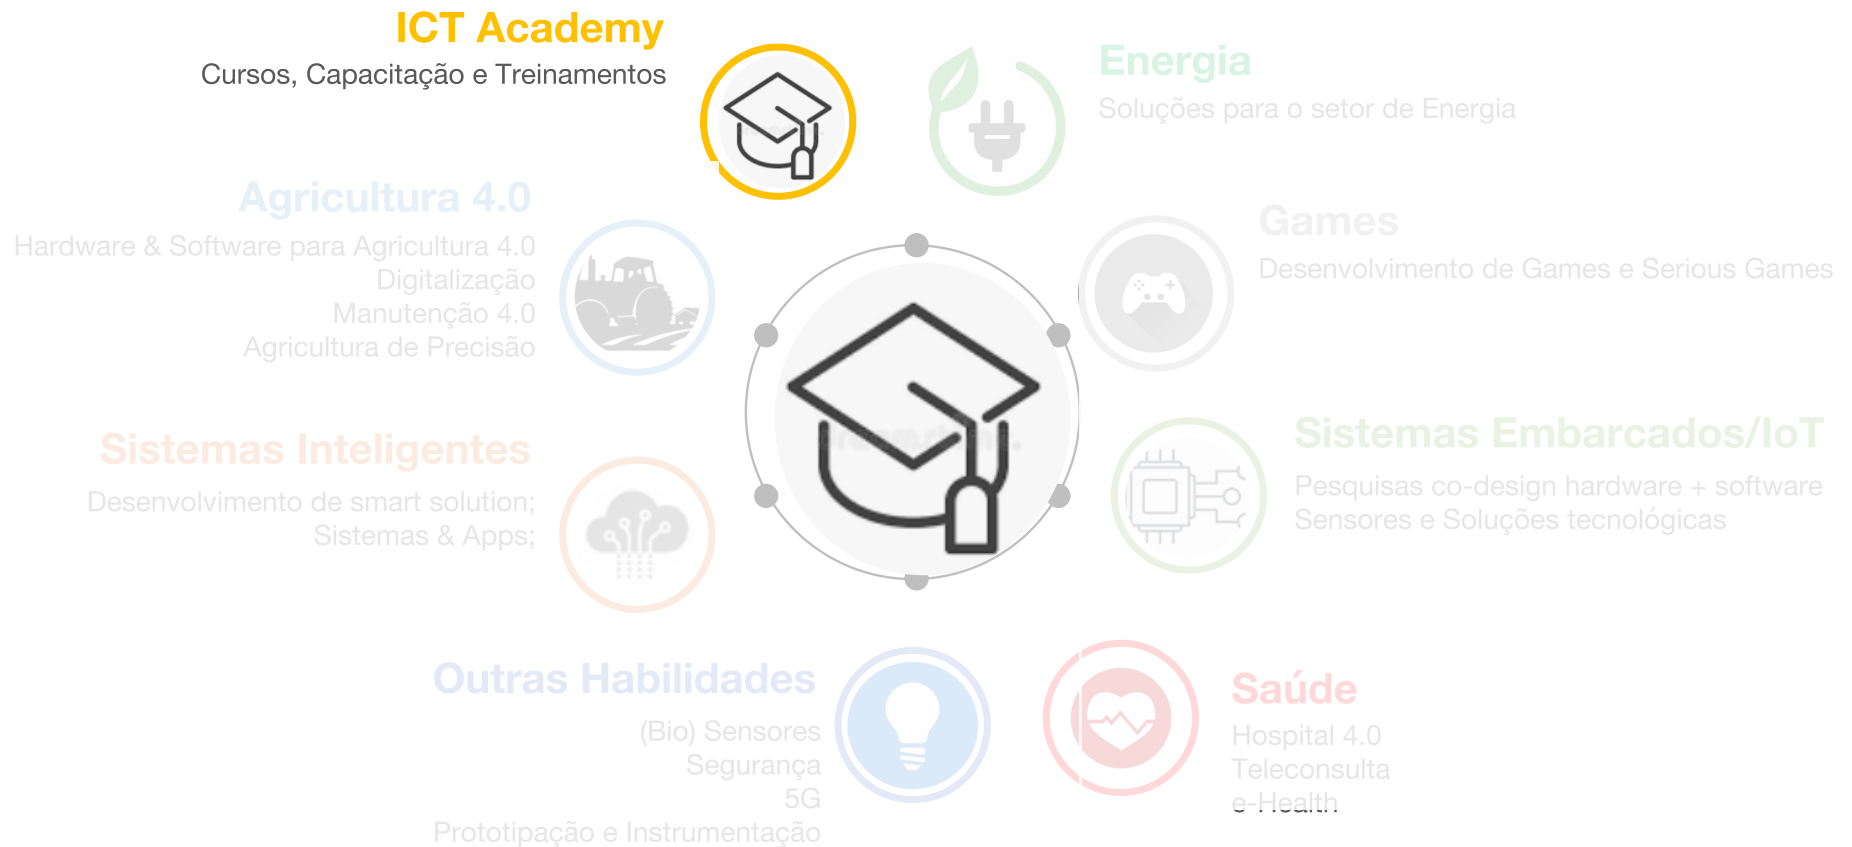 ICT Academy
Cursos, Capacitação e Treinamentos
Energia
Soluções para o setor de Energia
Agricultura 4.0
Hardware & Software para Agricultura 4.0
Digitalização
Manutenção 4.0
Agricultura de Precisão
Games
Desenvolvimento de Games e Serious Games
Sistemas Inteligentes
Desenvolvimento de smart solution;
Sistemas & Apps;
Sistemas Embarcados/IoT
Pesquisas co-design hardware + software
Sensores e Soluções tecnológicas
Outras Habilidades
(Bio) Sensores
Segurança
5G
Prototipação e Instrumentação
Saúde
Hospital 4.0
Teleconsulta
e-Health